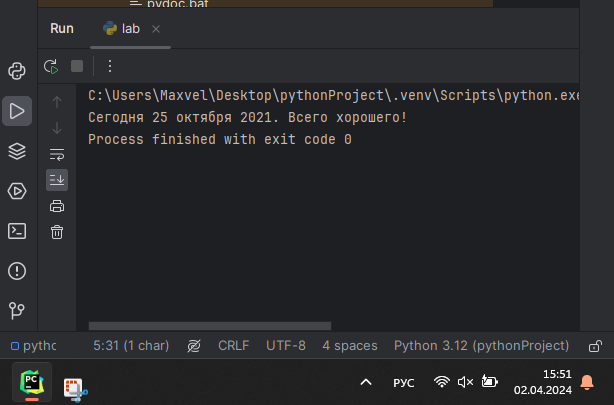 pydoc.bat
Run
lab
C:\Users\Maxvel\Desktop\pythonProject\.venv\Scripts\python.exe
Сегодня 25 октября 2021. Всего хорошего!
Process finished with exit code 0
pytho
5:31 (1 char)
CRLF
UTF-8
4 spaces
Python 3.12 (pythonProject)
PC
РУС
15:51
02.04.2024